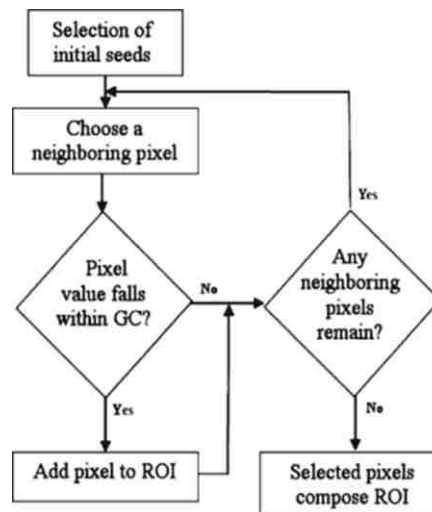 Selection of
initial seeds
Choose a
neighboring pixel
Yes
Pixel
value falls
within GC?
No
Any
neighboring
pixels
remain?
Yes
No
Add pixel to ROI
Selected pixels
compose ROI